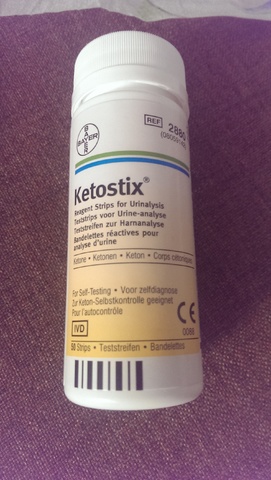 BAYER
BAYER
REF 2880
Ketostix®
Reagent Strips for Urinalysis
Teststrips voor Urine-analyse
Teststreifen zur Harnanalyse
Bandelettes réactives pour
analyse d'urine
Ketone • Ketonen • Keton • Corps cétoniques
For Self-Testing • Voor zelfdiagnose
Zur Keton-Selbstkontrolle geeignet
Pour l'autocontrôle
CE
0088
IVD
50 Strips • Teststreifen • Bandelettes